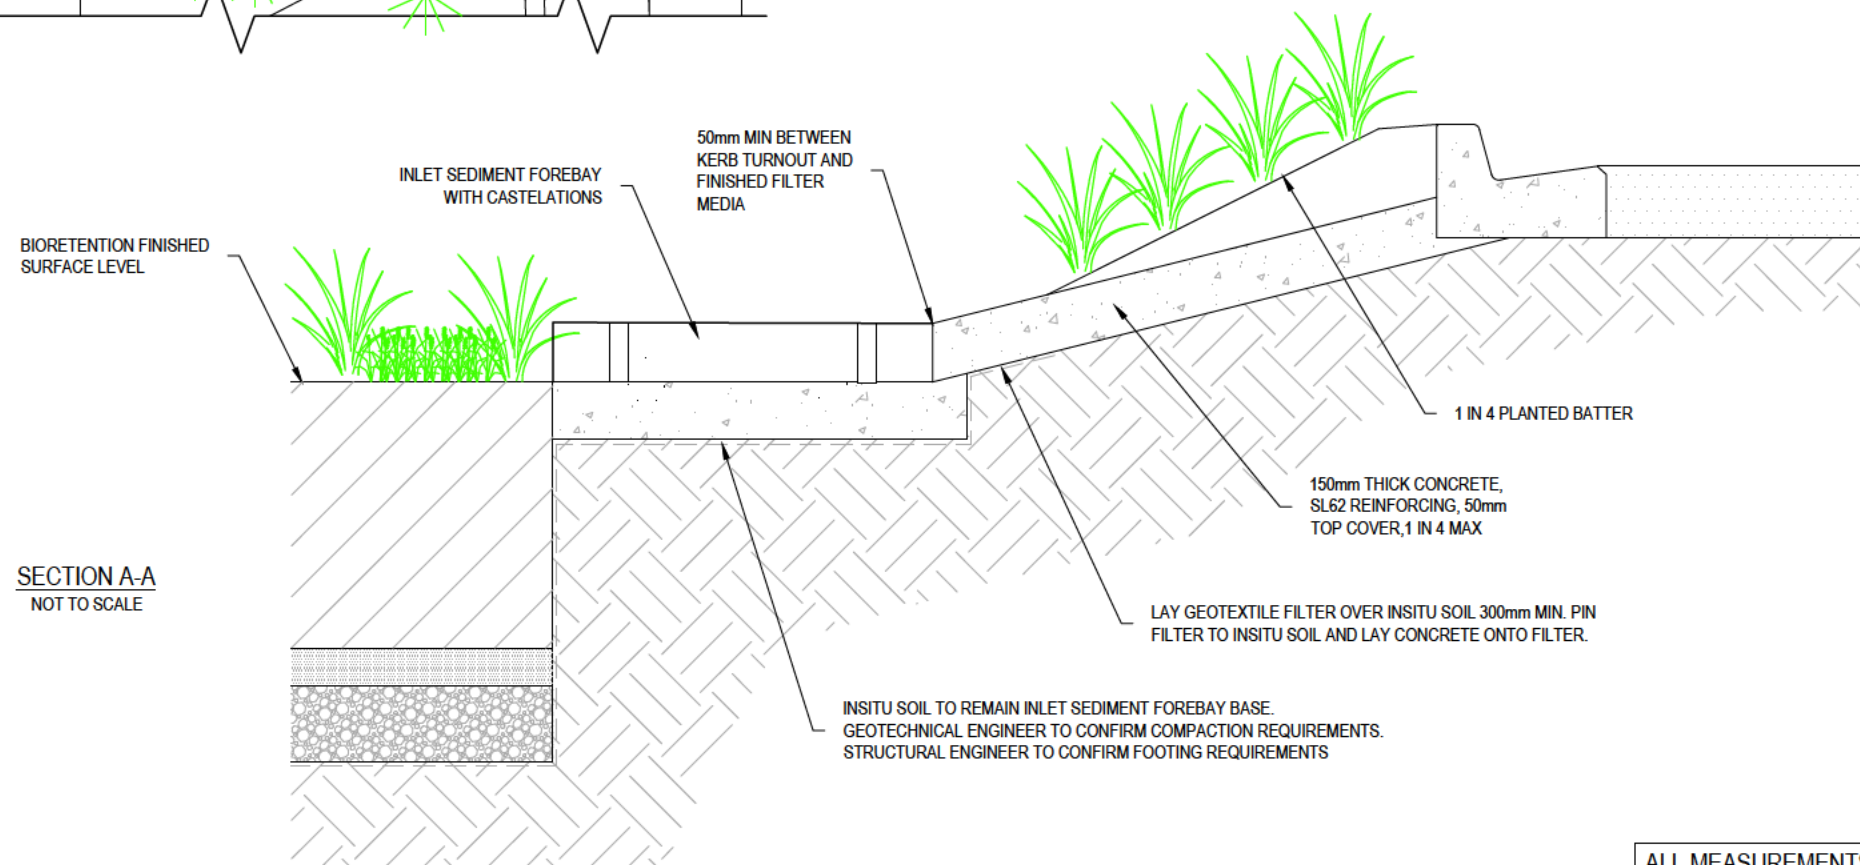 50mm MIN BETWEEN
KERB TURNOUT AND
FINISHED FILTER
MEDIA
INLET SEDIMENT FOREBAY
WITH CASTELATIONS
BIORETENTION FINISHED
SURFACE LEVEL
1 IN 4 PLANTED BATTER
150mm THICK CONCRETE,
SL62 REINFORCING, 50mm
TOP COVER,1 IN 4 MAX
SECTION A-A
NOT TO SCALE
LAY GEOTEXTILE FILTER OVER INSITU SOIL 300mm MIN. PIN
FILTER TO INSITU SOIL AND LAY CONCRETE ONTO FILTER.
INSITU SOIL TO REMAIN INLET SEDIMENT FOREBAY BASE.
GEOTECHNICAL ENGINEER TO CONFIRM COMPACTION REQUIREMENTS.
STRUCTURAL ENGINEER TO CONFIRM FOOTING REQUIREMENTS
ALL